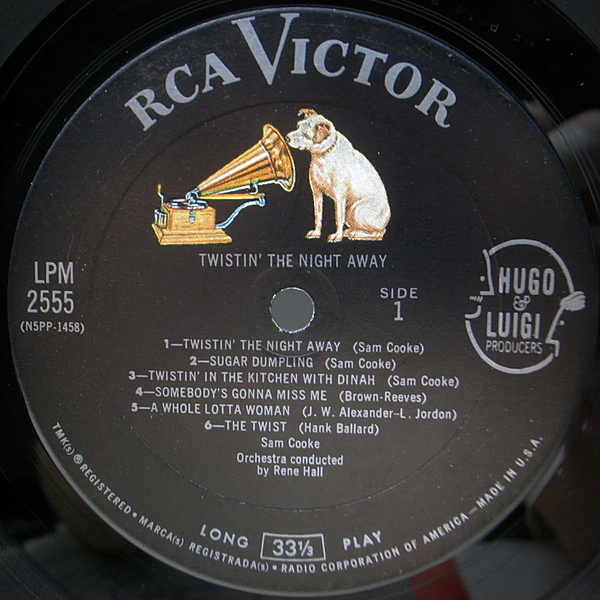 RCA VICTOR
TWISTIN' THE NIGHT AWAY
LPM
2555
(N5PP-1458)
SIDE
1
HUGO
&
LUIGI
PRODUCERS
1—TWISTIN' THE NIGHT AWAY (Sam Cooke)
2—SUGAR DUMPLING (Sam Cooke)
3—TWISTIN' IN THE KITCHEN WITH DINAH (Sam Cooke)
4—SOMEBODY'S GONNA MISS ME (Brown-Reeves)
5—A WHOLE LOTTA WOMAN (J. W. Alexander-L. Jordon)
6—THE TWIST (Hank Ballard)
Sam Cooke
Orchestra conducted
by Rene Hall
LONG 33⅓ PLAY
TMK(s) ® REGISTERED • MARCA(s) REGISTRADA(s) • RADIO CORPORATION OF AMERICA—MADE IN U.S.A.